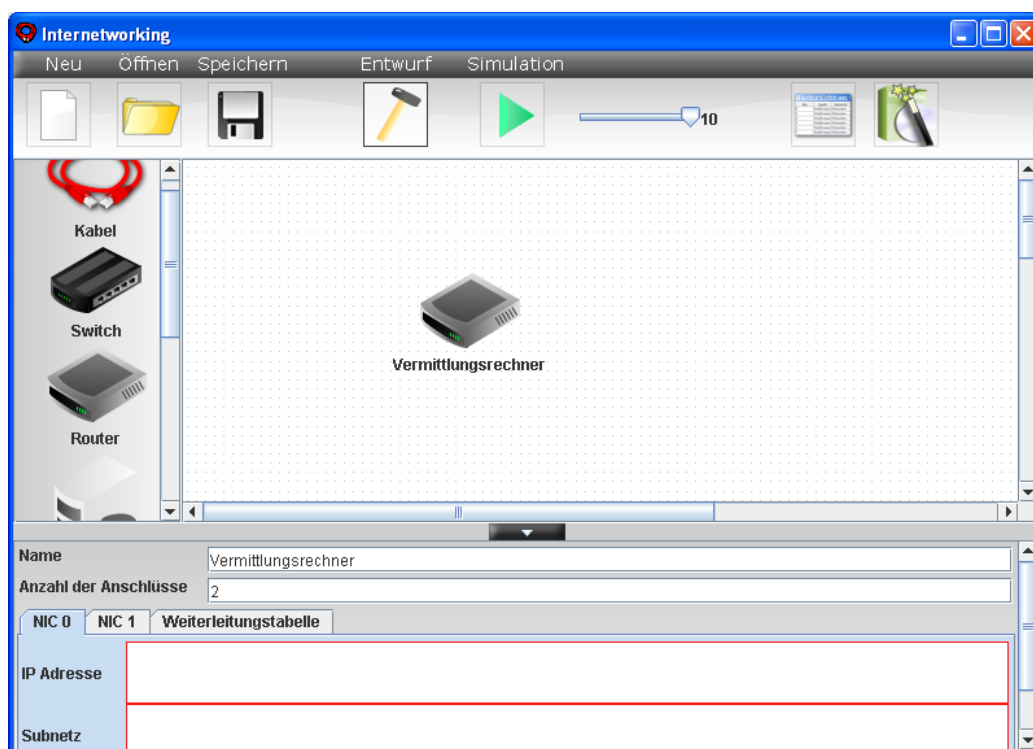 Internetworking
Neu Öffnen Speichern Entwurf Simulation
10
Kabel
Switch
Router
Vermittlungsrechner
Name Vermittlungsrechner
Anzahl der Anschlüsse 2
NIC 0 NIC 1 Weiterleitungstabelle
IP Adresse
Subnetz